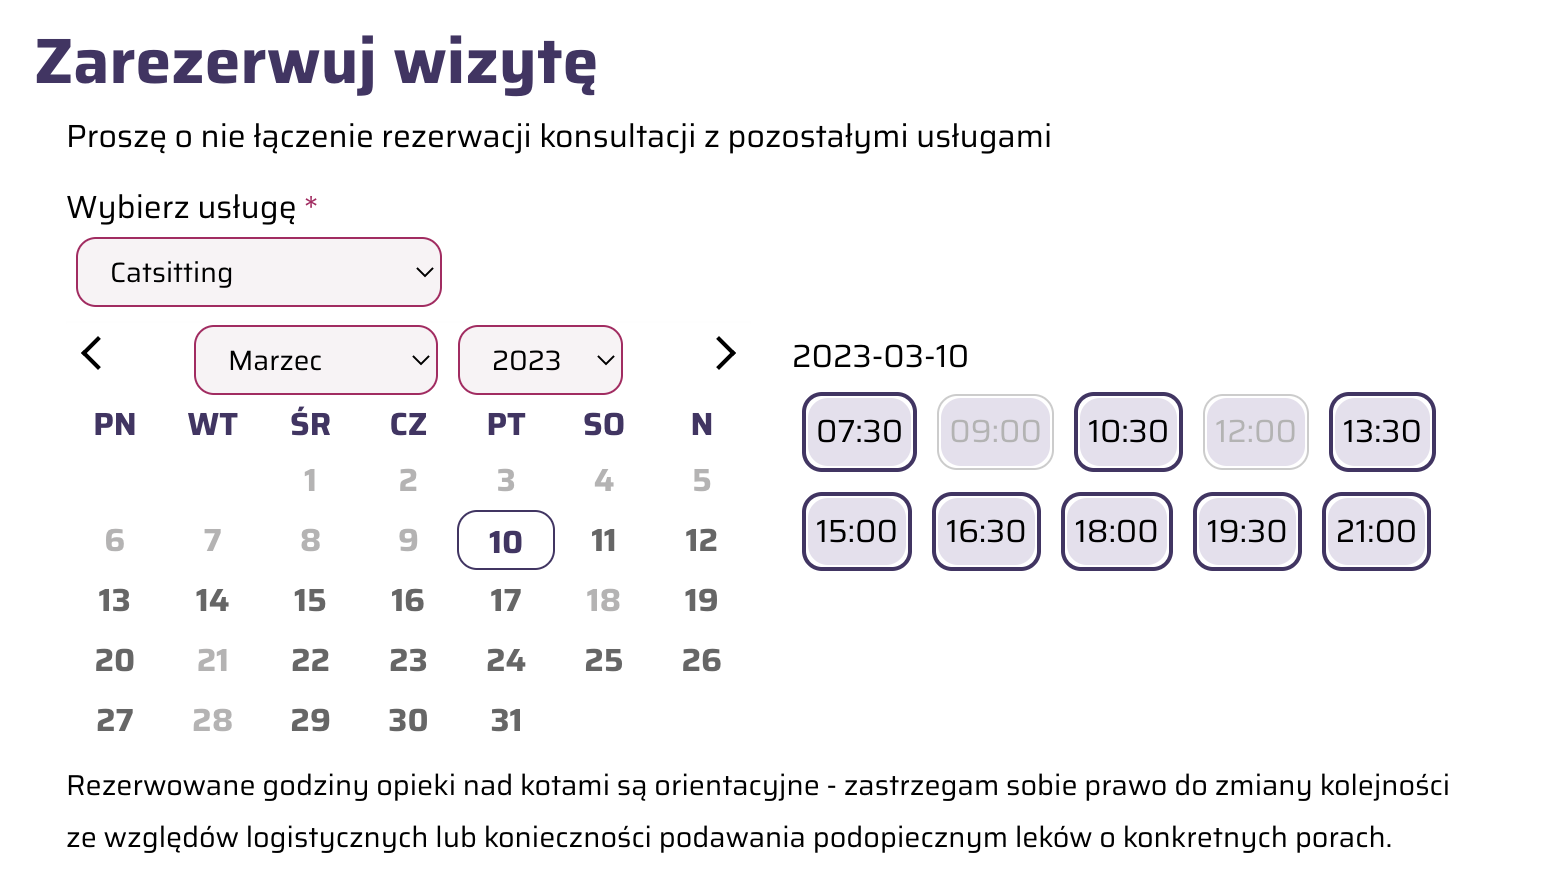 Zarezerwuj wizytę
Proszę o nie łączenie rezerwacji konsultacji z pozostałymi usługami
Wybierz usługę *
Catsitting
Marzec 2023
PN WT ŚR CZ PT SO N
1 2 3 4 5
6 7 8 9 10 11 12
13 14 15 16 17 18 19
20 21 22 23 24 25 26
27 28 29 30 31
2023-03-10
07:30 09:00 10:30 12:00 13:30
15:00 16:30 18:00 19:30 21:00
Rezerwowane godziny opieki nad kotami są orientacyjne - zastrzegam sobie prawo do zmiany kolejności
ze względów logistycznych lub konieczności podawania podopiecznym leków o konkretnych porach.